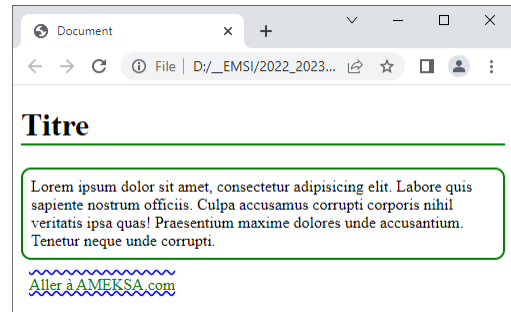 Document
File | D:/__EMSI/2022_2023...
Titre
Lorem ipsum dolor sit amet, consectetur adipisicing elit. Labore quis
sapiente nostrum officiis. Culpa accusamus corrupti corporis nihil
veritatis ipsa quas! Praesentium maxime dolores unde accusantium.
Tenetur neque unde corrupti.
Aller à AMEKSA.com